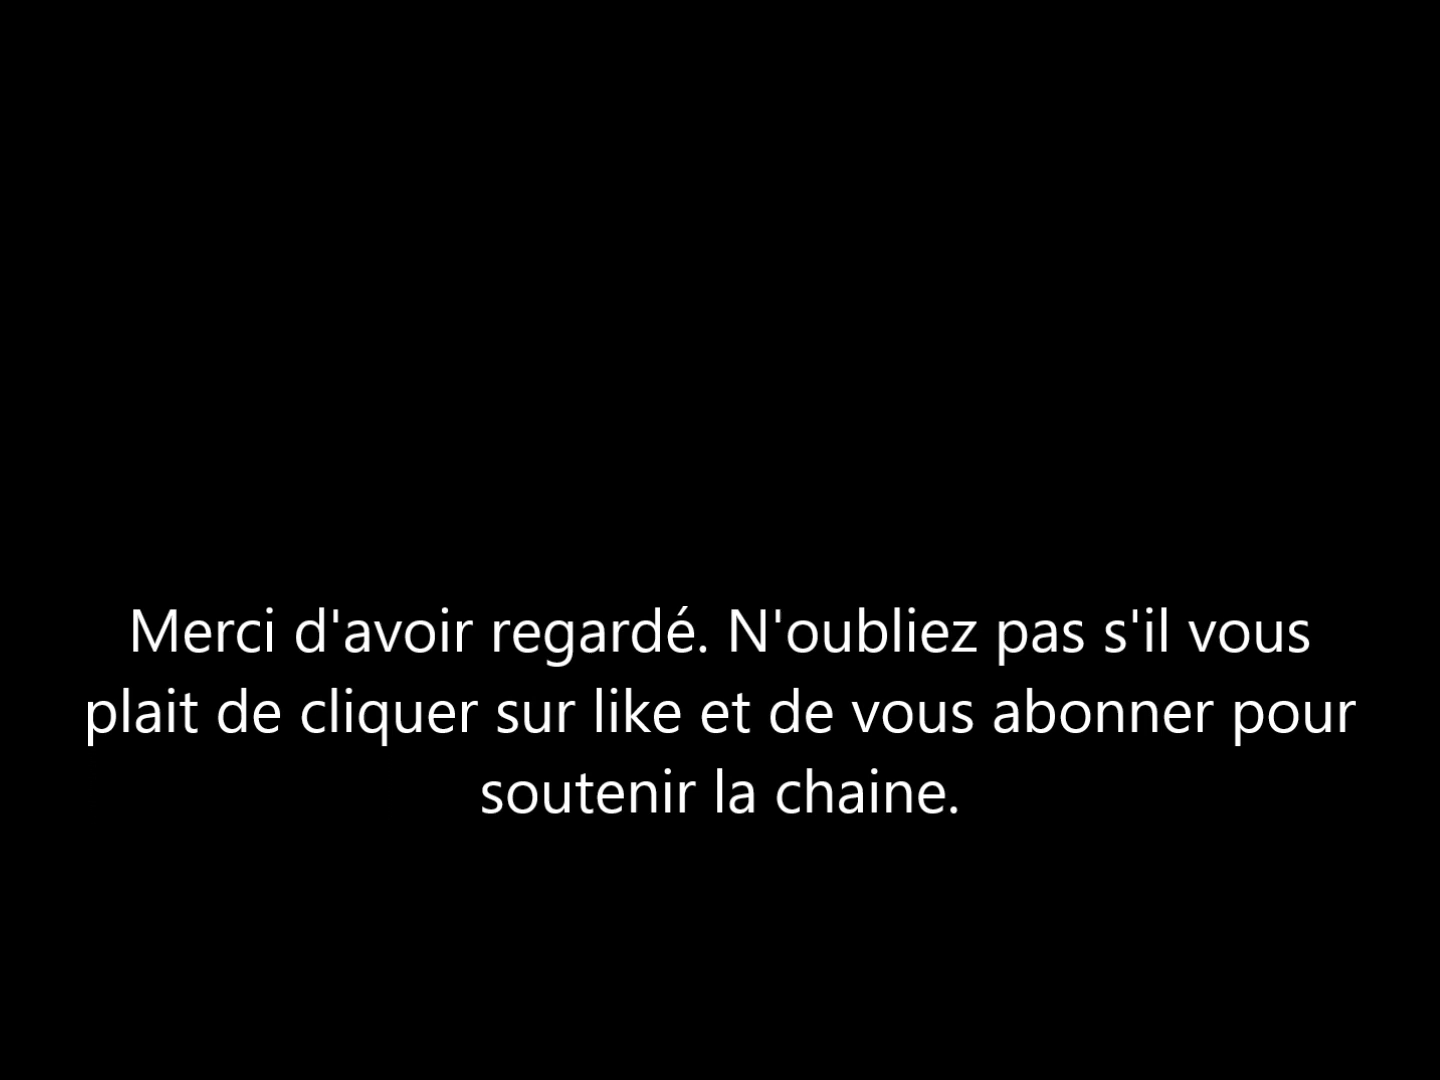 Merci d'avoir regardé. N'oubliez pas s'il vous
plait de cliquer sur like et de vous abonner pour
soutenir la chaine.